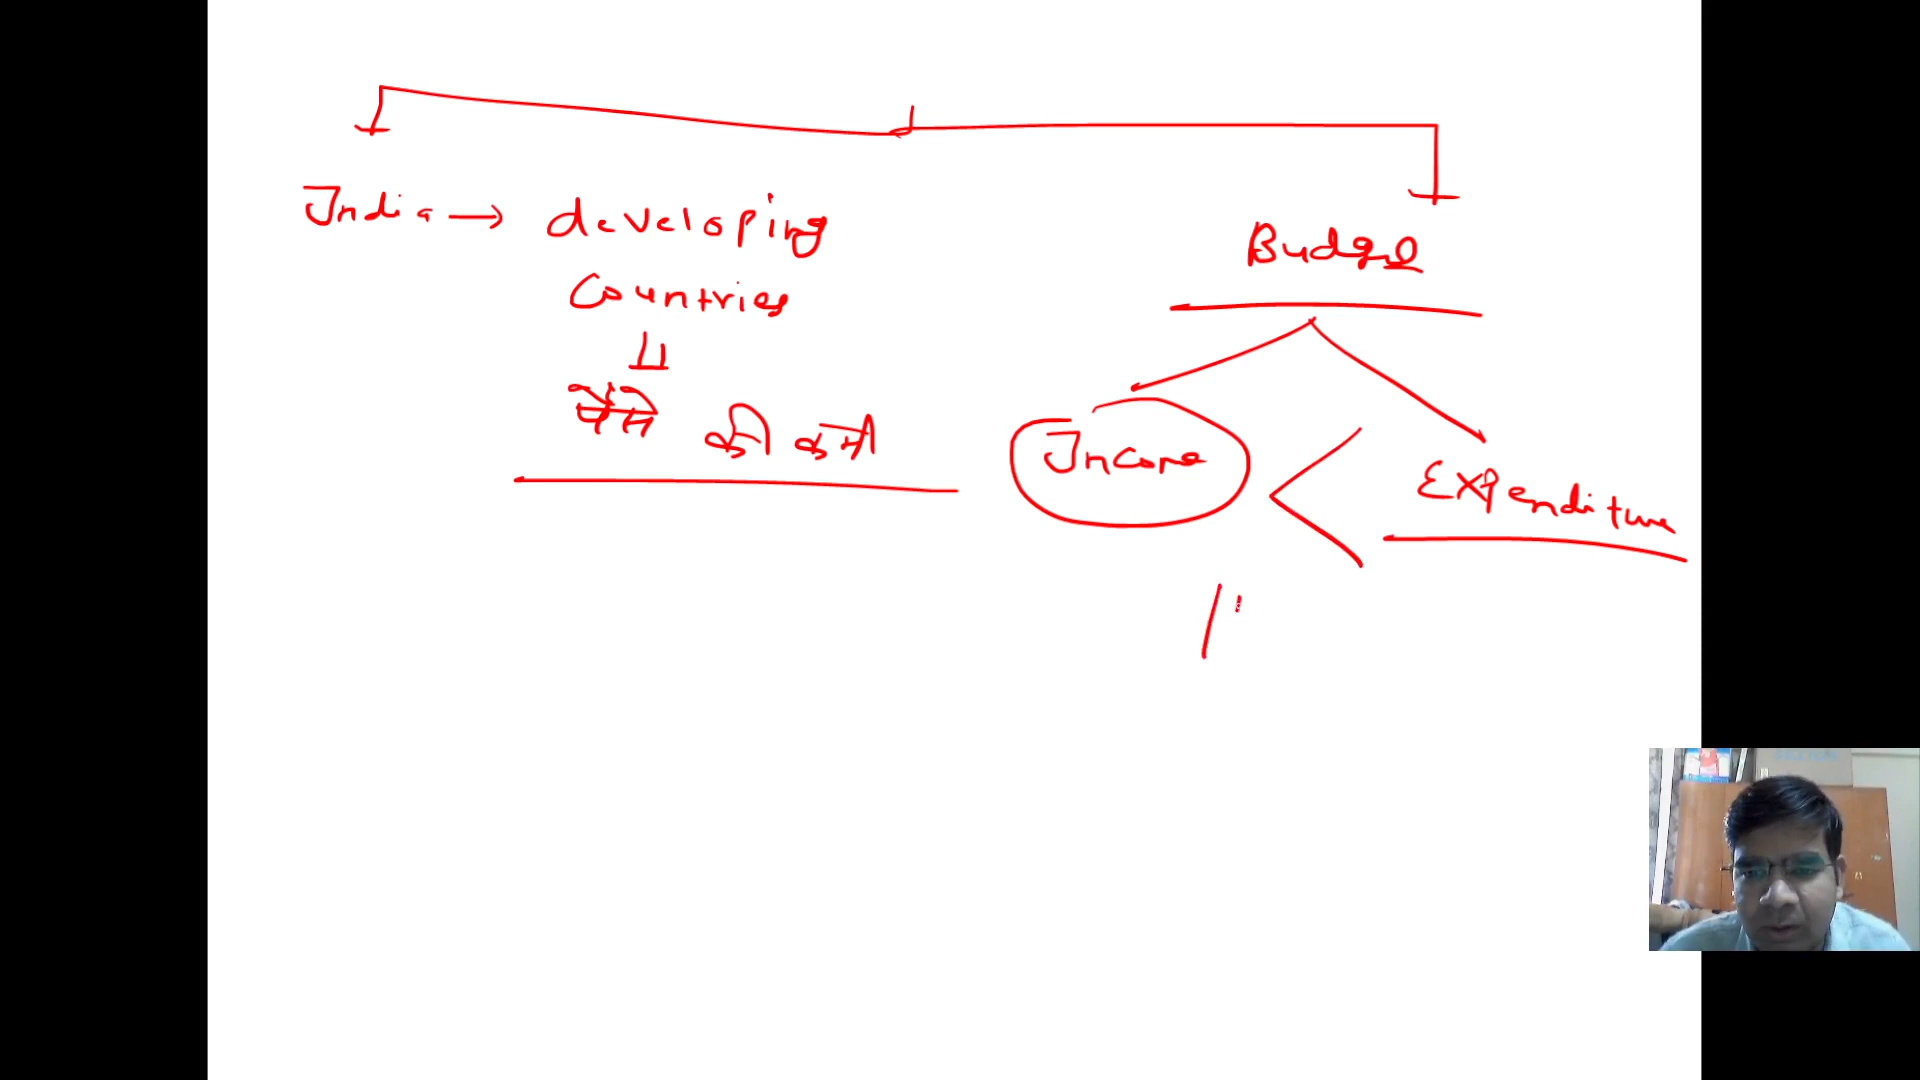 India → developing
Countries
पैसे की कमी
Budget
Income < Expenditure